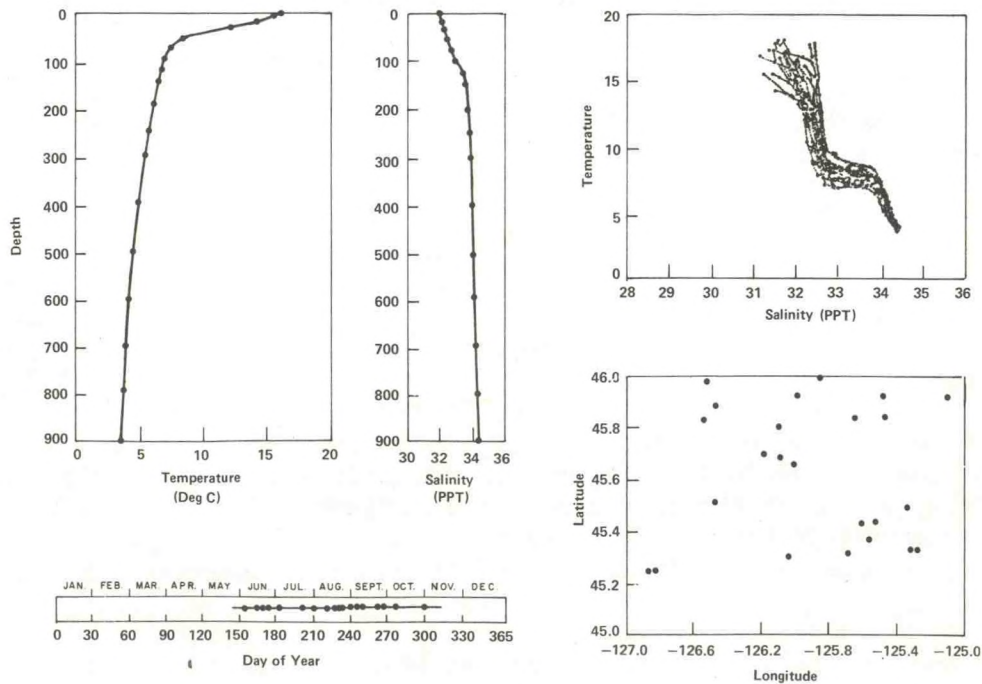 0
100
200
300
400
500
600
700
800
900
Depth
0 5 10 15 20
Temperature
(Deg C)
0
100
200
300
400
500
600
700
800
900
30 32 34 36
Salinity
(PPT)
20
15
10
5
0
Temperature
28 29 30 31 32 33 34 35 36
Salinity (PPT)
46.0
45.8
45.6
45.4
45.2
45.0
Latitude
−127.0 −126.6 −126.2 −125.8 −125.4 −125.0
Longitude
JAN. FEB. MAR. APR. MAY JUN. JUL. AUG. SEPT. OCT. NOV. DEC.
0 30 60 90 120 150 180 210 240 270 300 330 365
Day of Year